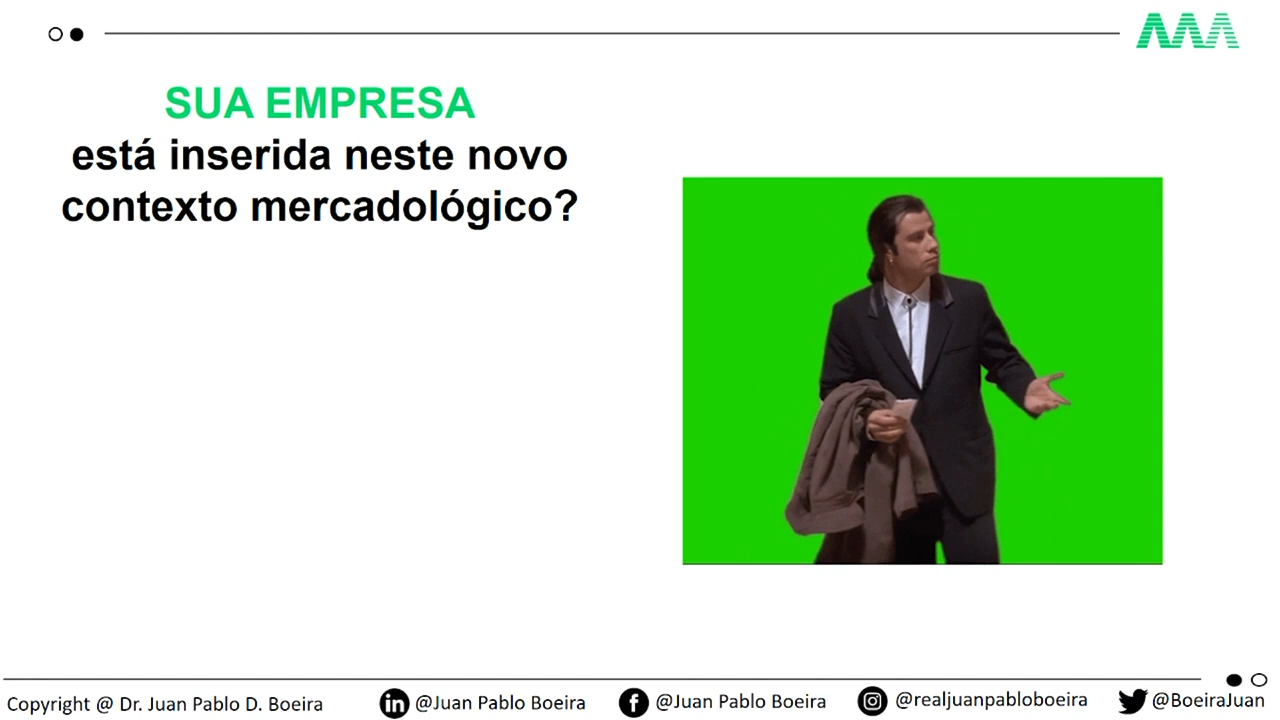 SUA EMPRESA
está inserida neste novo
contexto mercadológico?
Copyright @ Dr. Juan Pablo D. Boeira
in @Juan Pablo Boeira
f @Juan Pablo Boeira
@realjuanpabloboeira
@BoeiraJuan